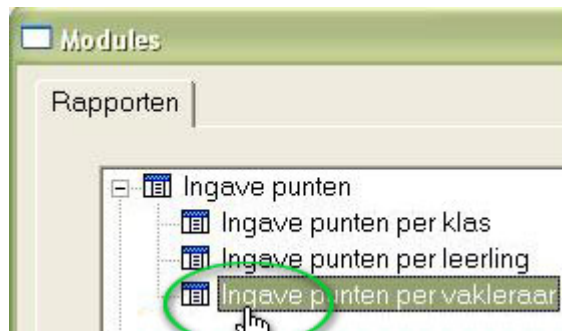 Modules
Rapporten
Ingave punten
Ingave punten per klas
Ingave punten per leerling
Ingave punten per vakleraar